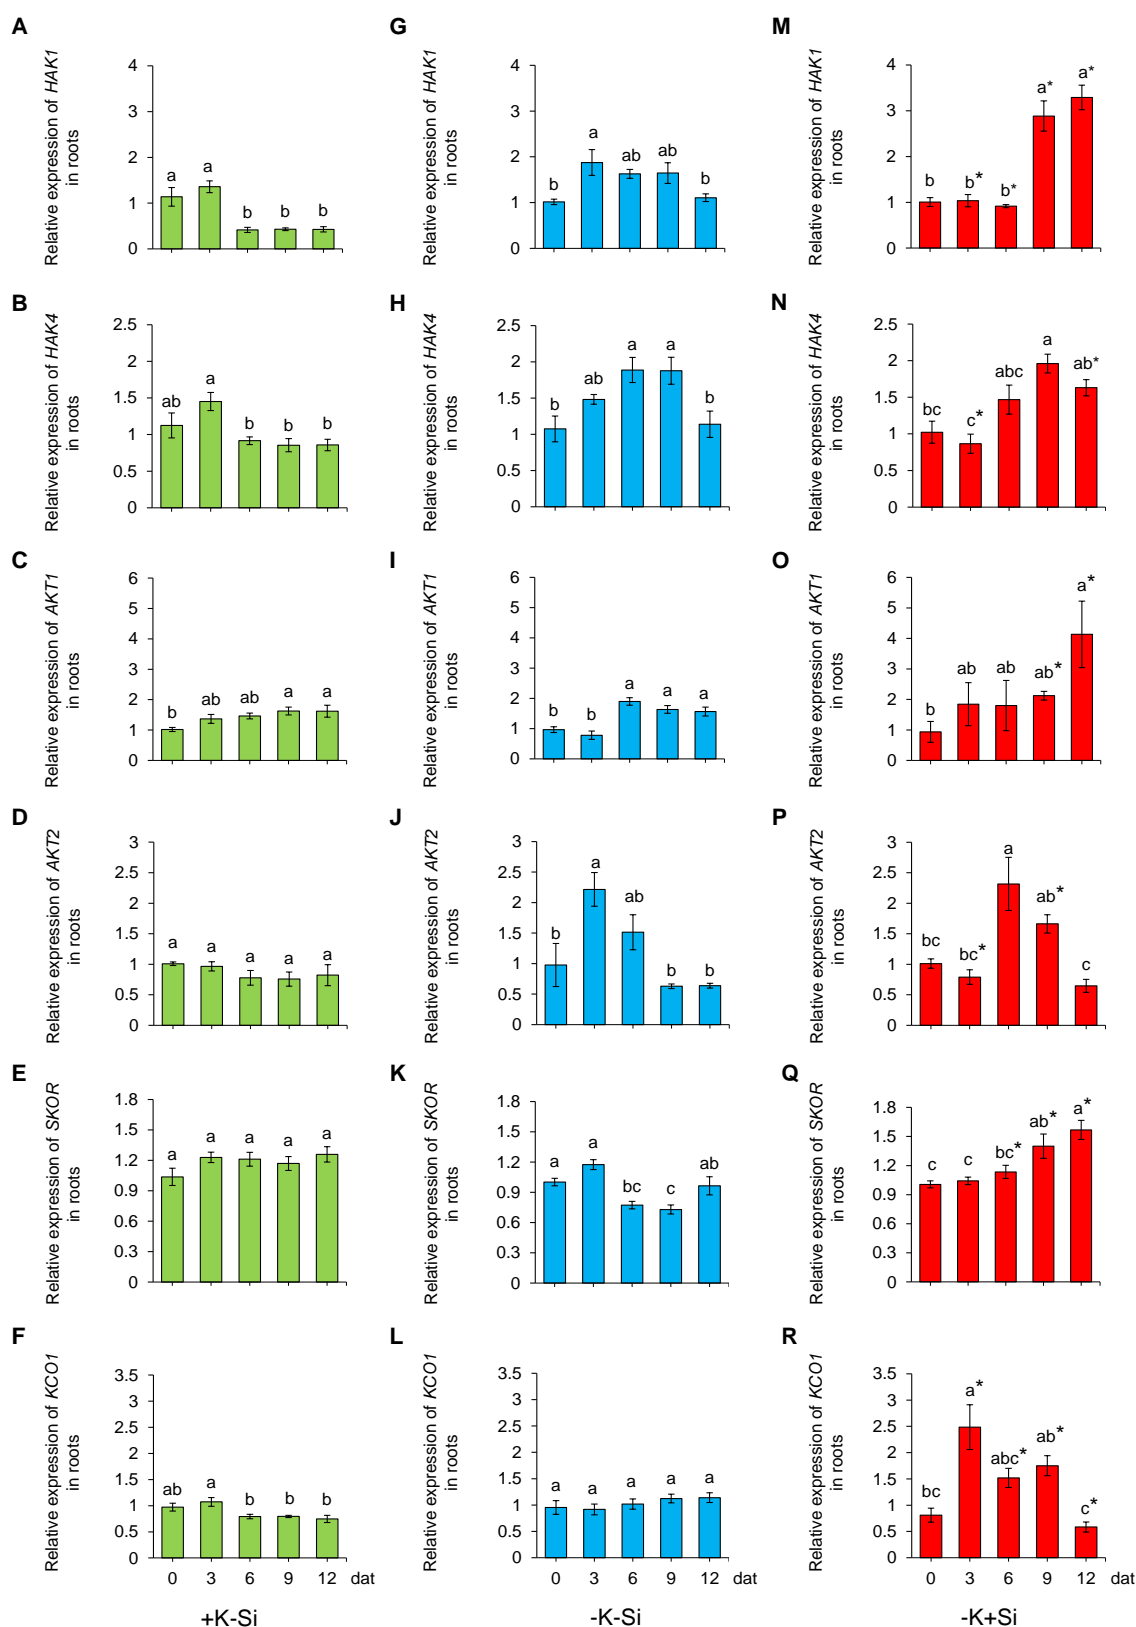 A
Relative expression of HAK1
in roots
4
3
2
1
0
a
a
b
b
b
G
Relative expression of HAK1
in roots
4
3
2
1
0
b
a
ab
ab
b
M
Relative expression of HAK1
in roots
4
3
2
1
0
b
b*
b*
a*
a*
B
Relative expression of HAK4
in roots
2.5
2
1.5
1
0.5
0
ab
a
b
b
b
H
Relative expression of HAK4
in roots
2.5
2
1.5
1
0.5
0
b
ab
a
a
b
N
Relative expression of HAK4
in roots
2.5
2
1.5
1
0.5
0
bc
c*
abc
a
ab*
C
Relative expression of AKT1
in roots
6
5
4
3
2
1
0
b
ab
ab
a
a
I
Relative expression of AKT1
in roots
6
5
4
3
2
1
0
b
b
a
a
a
O
Relative expression of AKT1
in roots
6
5
4
3
2
1
0
b
ab
ab
ab*
a*
D
Relative expression of AKT2
in roots
3
2.5
2
1.5
1
0.5
0
a
a
a
a
a
J
Relative expression of AKT2
in roots
3
2.5
2
1.5
1
0.5
0
b
a
ab
b
b
P
Relative expression of AKT2
in roots
3
2.5
2
1.5
1
0.5
0
bc
bc*
a
ab*
c
E
Relative expression of SKOR
in roots
1.8
1.5
1.2
0.9
0.6
0.3
0
a
a
a
a
a
K
Relative expression of SKOR
in roots
1.8
1.5
1.2
0.9
0.6
0.3
0
a
a
bc
c
ab
Q
Relative expression of SKOR
in roots
1.8
1.5
1.2
0.9
0.6
0.3
0
c
c
bc*
ab*
a*
F
Relative expression of KCO1
in roots
3.5
3
2.5
2
1.5
1
0.5
0
ab
a
b
b
b
0 3 6 9 12 dat
+K-Si
L
Relative expression of KCO1
in roots
3.5
3
2.5
2
1.5
1
0.5
0
a
a
a
a
a
0 3 6 9 12 dat
-K-Si
R
Relative expression of KCO1
in roots
3.5
3
2.5
2
1.5
1
0.5
0
bc
a*
abc*
ab*
c*
0 3 6 9 12 dat
-K+Si